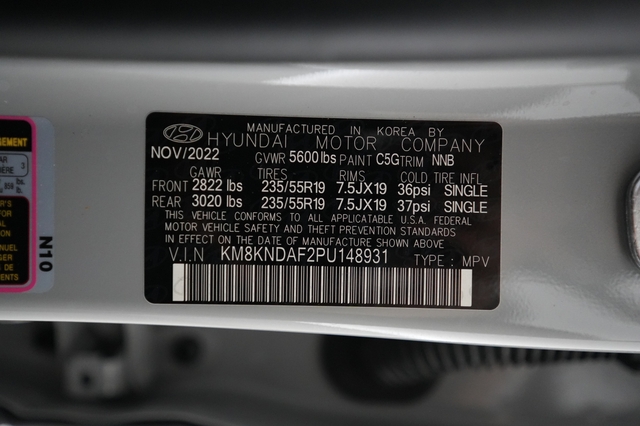 MANUFACTURED IN KOREA BY
HYUNDAI MOTOR COMPANY
NOV/2022 GVWR 5600 lbs PAINT C5G TRIM NNB
GAWR TIRES RIMS COLD TIRE INFL
FRONT 2822 lbs 235/55R19 7.5JX19 36psi SINGLE
REAR 3020 lbs 235/55R19 7.5JX19 37psi SINGLE
THIS VEHICLE CONFORMS TO ALL APPLICABLE U.S.A. FEDERAL
MOTOR VEHICLE SAFETY AND THEFT PREVENTION STANDARDS
IN EFFECT ON THE DATE OF MANUFACTURE SHOWN ABOVE
V.I.N KM8KNDAF2PU148931 TYPE : MPV
N10